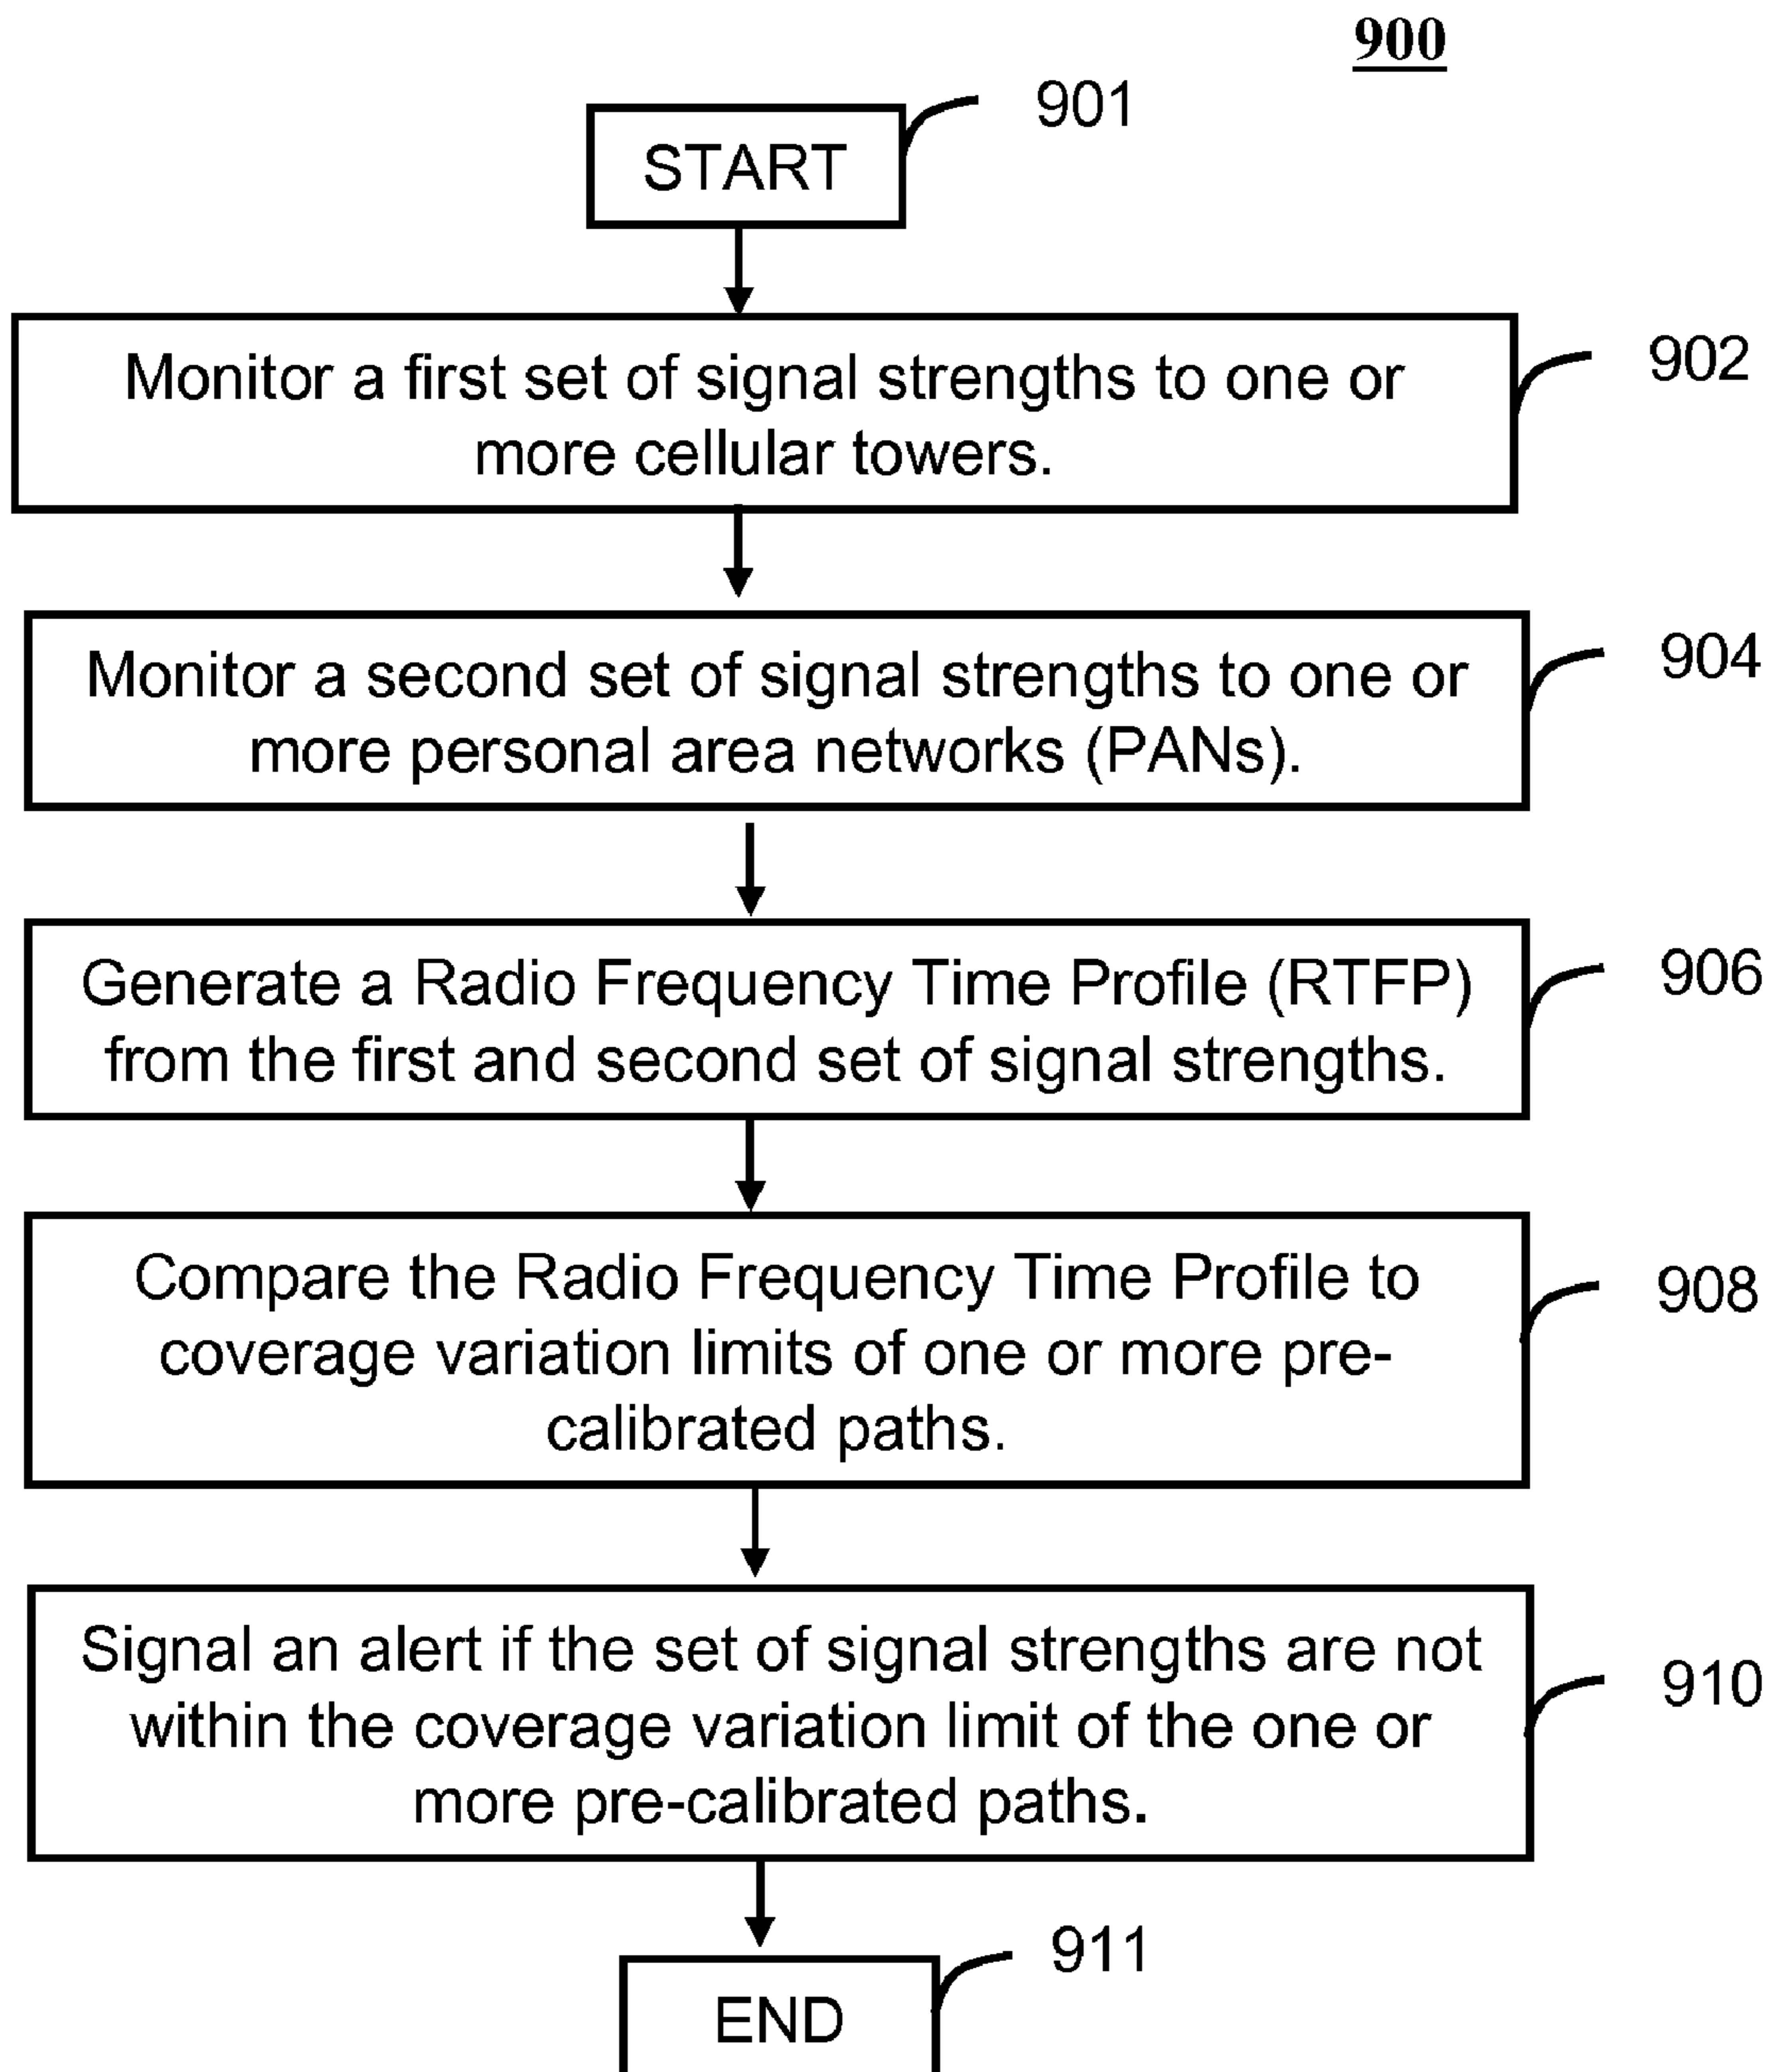 900
901
START
Monitor a first set of signal strengths to one or
more cellular towers.
902
Monitor a second set of signal strengths to one or
more personal area networks (PANs).
904
Generate a Radio Frequency Time Profile (RTFP)
from the first and second set of signal strengths.
906
Compare the Radio Frequency Time Profile to
coverage variation limits of one or more pre-
calibrated paths.
908
Signal an alert if the set of signal strengths are not
within the coverage variation limit of the one or
more pre-calibrated paths.
910
911
END